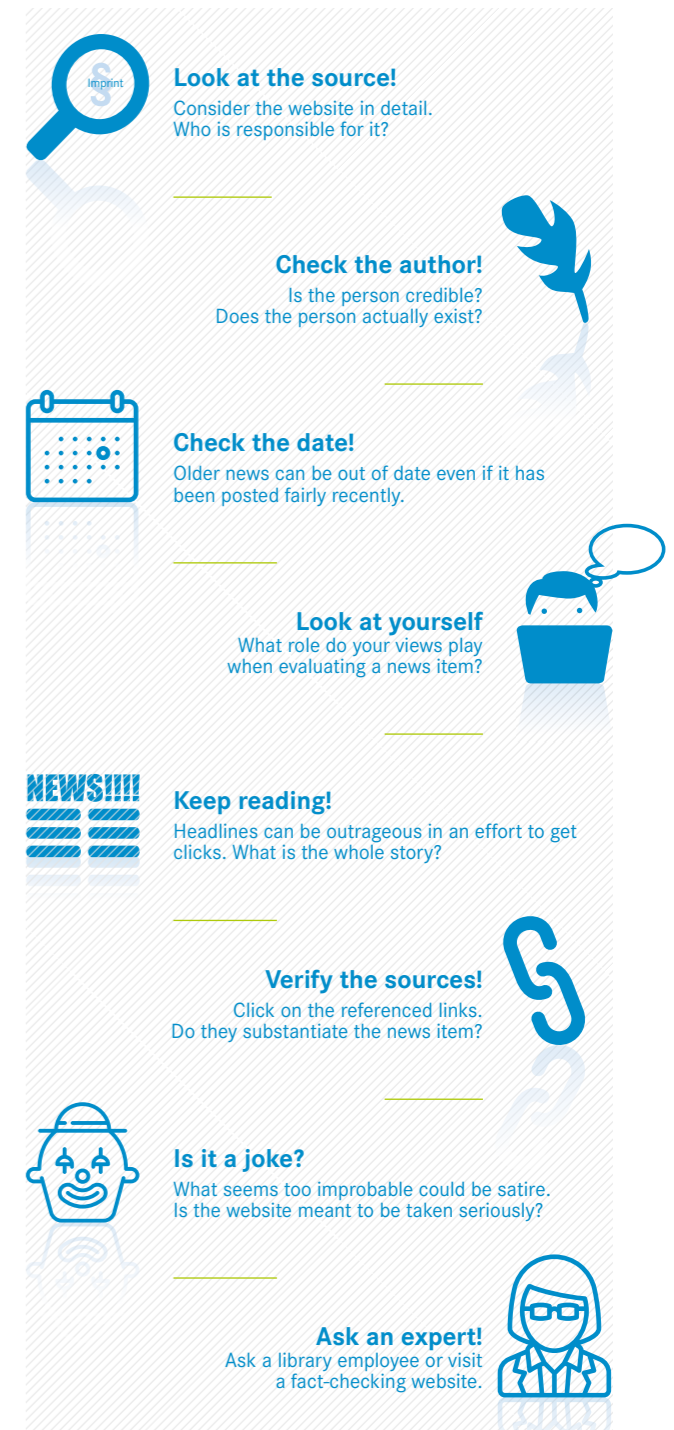 §
Imprint
Look at the source!
Consider the website in detail.
Who is responsible for it?
Check the author!
Is the person credible?
Does the person actually exist?
Check the date!
Older news can be out of date even if it has
been posted fairly recently.
Look at yourself
What role do your views play
when evaluating a news item?
NEWS!!!!
Keep reading!
Headlines can be outrageous in an effort to get
clicks. What is the whole story?
Verify the sources!
Click on the referenced links.
Do they substantiate the news item?
Is it a joke?
What seems too improbable could be satire.
Is the website meant to be taken seriously?
Ask an expert!
Ask a library employee or visit
a fact-checking website.